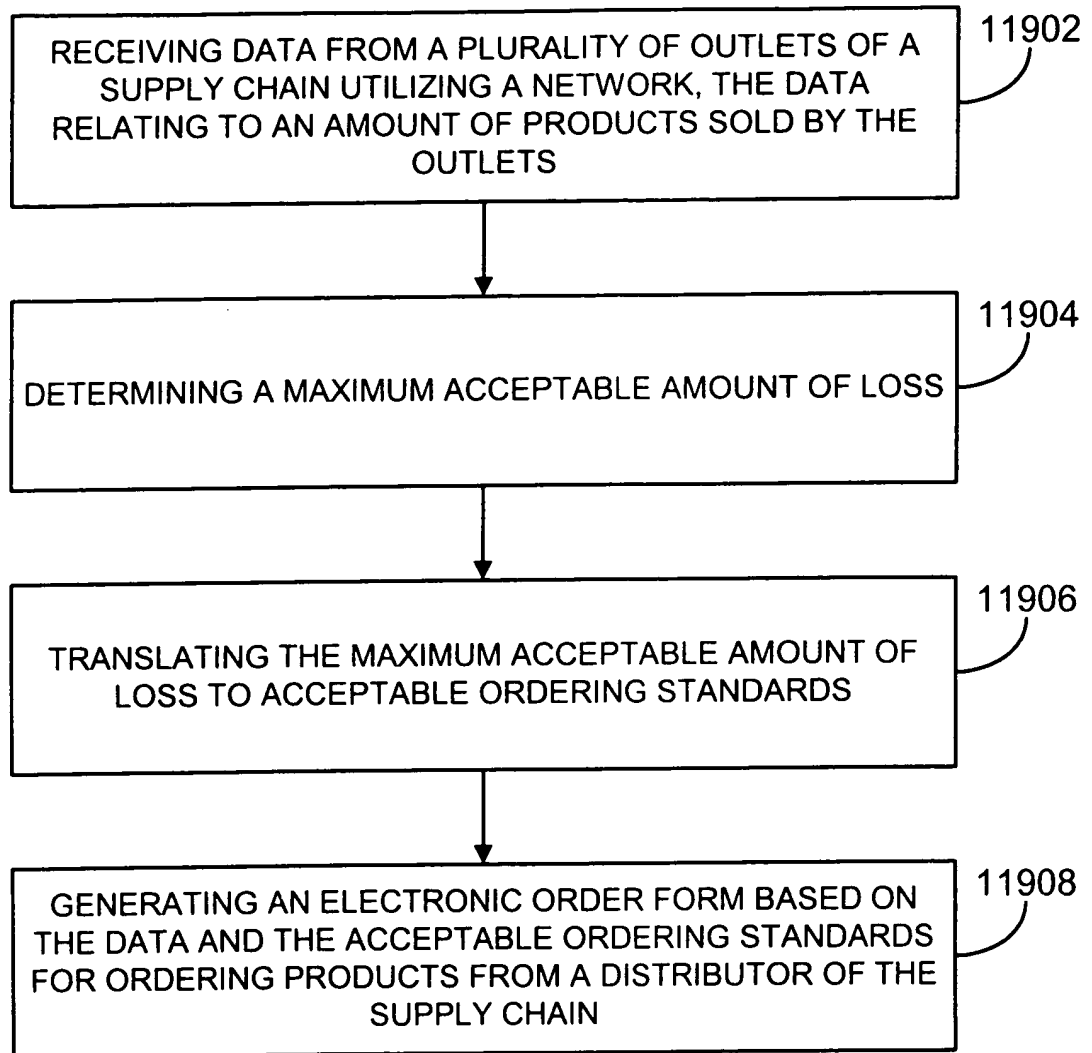 RECEIVING DATA FROM A PLURALITY OF OUTLETS OF A
SUPPLY CHAIN UTILIZING A NETWORK, THE DATA
RELATING TO AN AMOUNT OF PRODUCTS SOLD BY THE
OUTLETS
11902
DETERMINING A MAXIMUM ACCEPTABLE AMOUNT OF LOSS
11904
TRANSLATING THE MAXIMUM ACCEPTABLE AMOUNT OF
LOSS TO ACCEPTABLE ORDERING STANDARDS
11906
GENERATING AN ELECTRONIC ORDER FORM BASED ON
THE DATA AND THE ACCEPTABLE ORDERING STANDARDS
FOR ORDERING PRODUCTS FROM A DISTRIBUTOR OF THE
SUPPLY CHAIN
11908